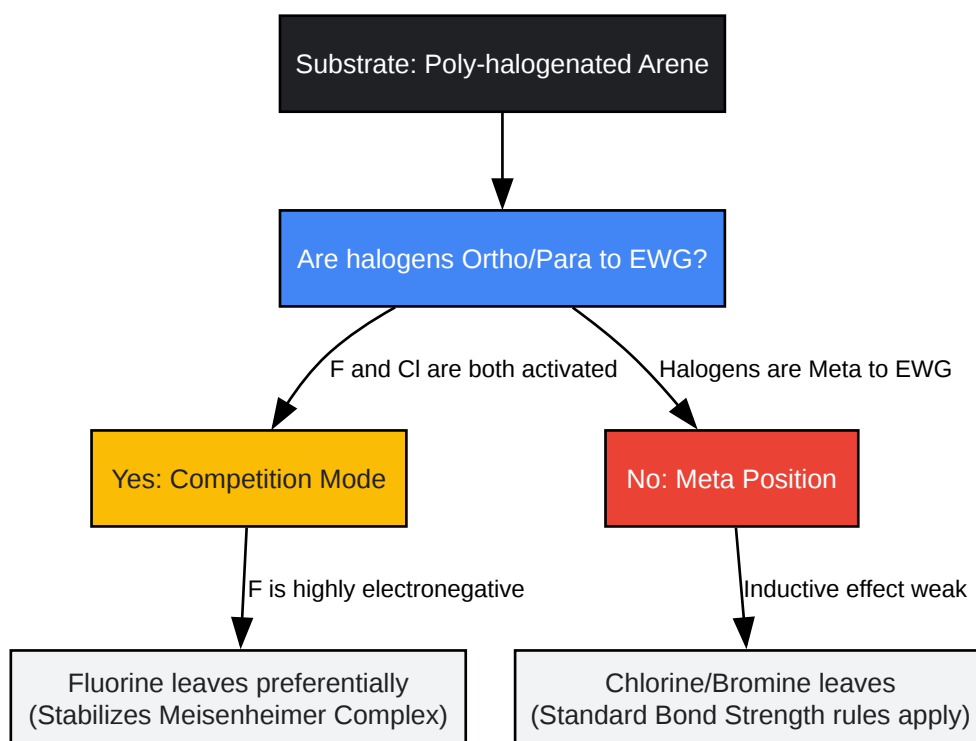 Substrate: Poly-halogenated Arene
Are halogens Ortho/Para to EWG?
F and Cl are both activated
Halogens are Meta to EWG
Yes: Competition Mode
No: Meta Position
F is highly electronegative
Inductive effect weak
Fluorine leaves preferentially
(Stabilizes Meisenheimer Complex)
Chlorine/Bromine leaves
(Standard Bond Strength rules apply)